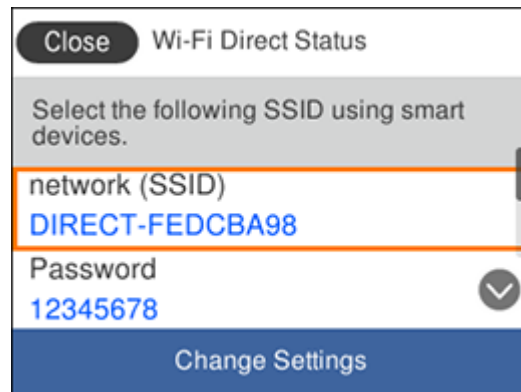 Close
Wi-Fi Direct Status
Select the following SSID using smart
devices.
network (SSID)
DIRECT-FEDCBA98
Password
12345678
Change Settings